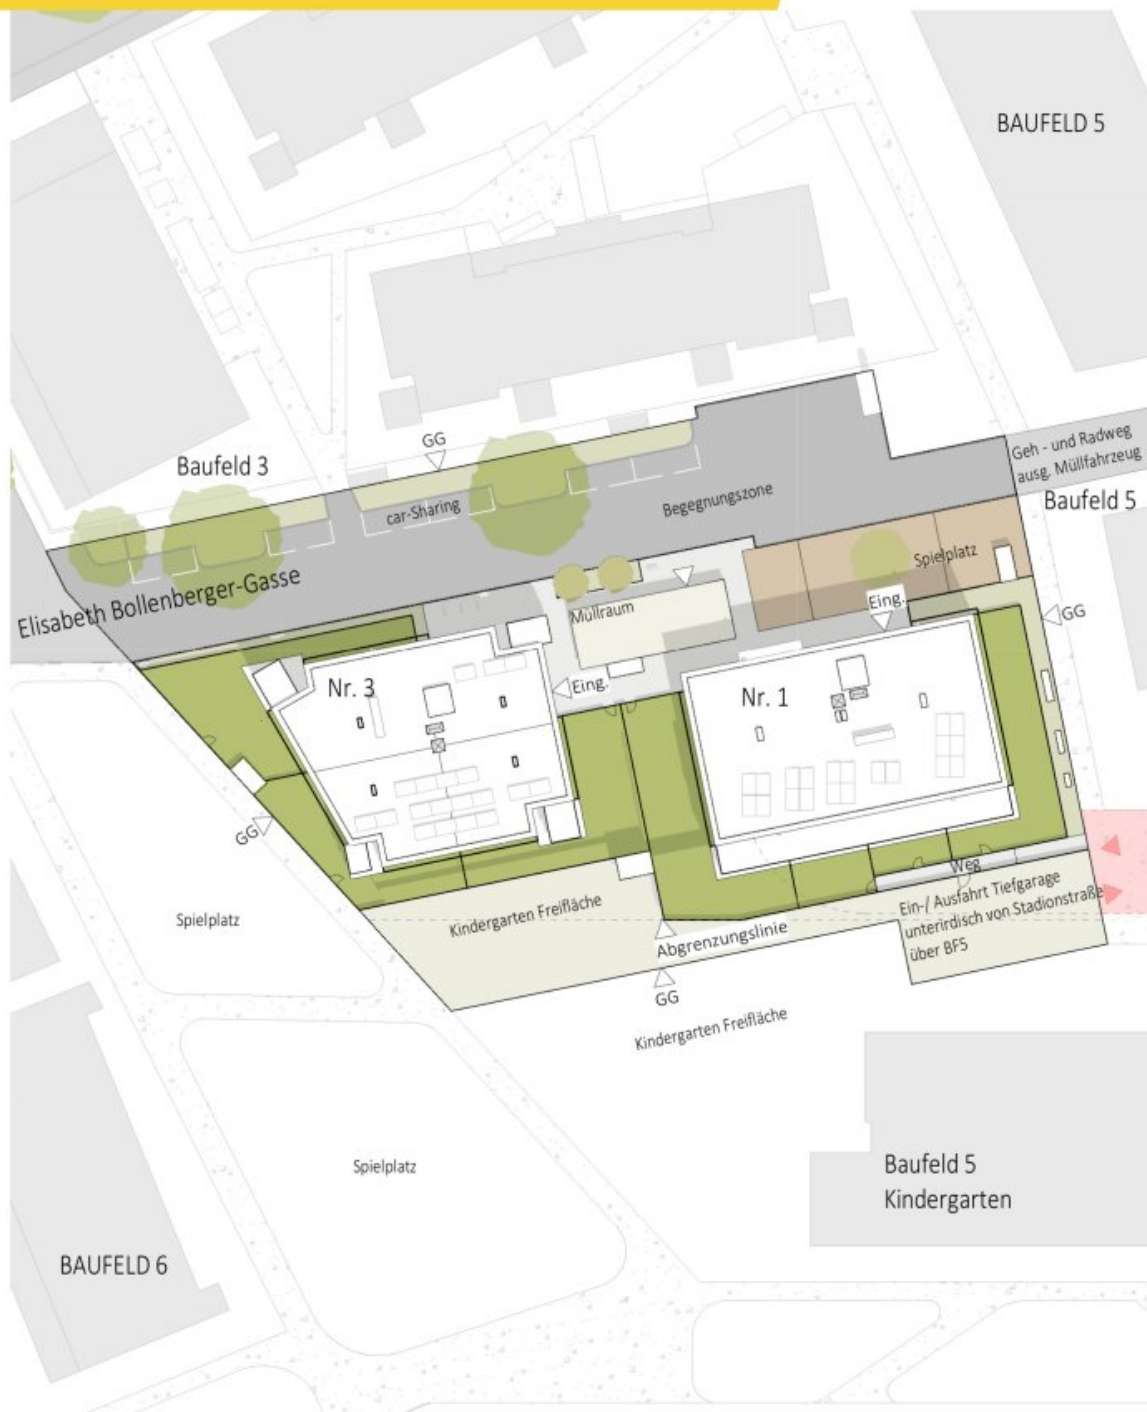 BAUFELD 5
GG
Baufeld 3
Geh - und Radweg
ausg. Müllfahrzeug
Baufeld 5
car-Sharing
Begegnungszone
Elisabeth Bollenberger-Gasse
Spielplatz
Müllraum
Eing.
GG
Nr. 3
Eing.
Nr. 1
GG
Weg
Spielplatz
Kindergarten Freifläche
Ein-/ Ausfahrt Tiefgarage
unterirdisch von Stadionstraße
über BF5
Abgrenzungslinie
GG
Kindergarten Freifläche
Spielplatz
Baufeld 5
Kindergarten
BAUFELD 6